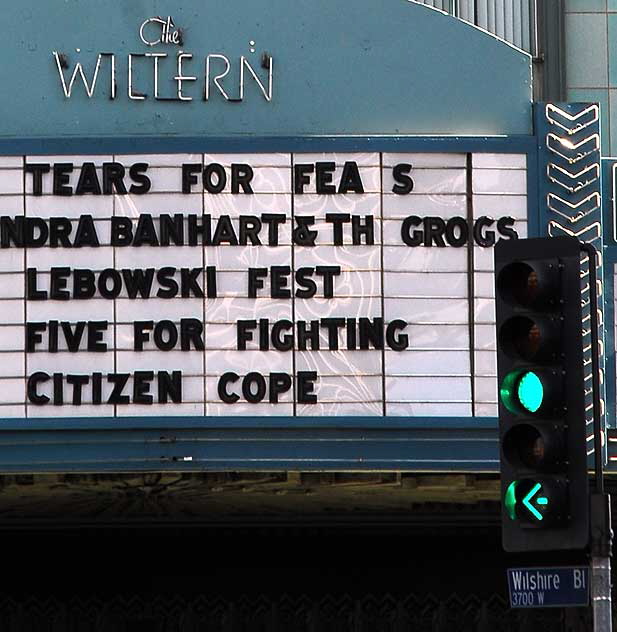 The
WILTERN
TEARS FOR FEA S
NDRA BANHART & TH GROGS
LEBOWSKI FEST
FIVE FOR FIGHTING
CITIZEN COPE
Wilshire Bl
3700 W